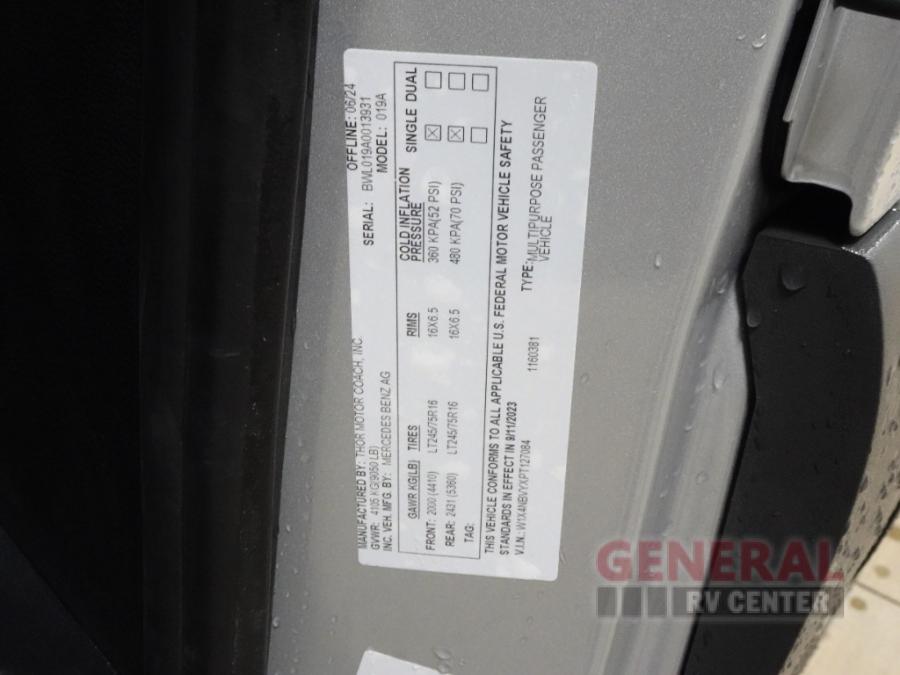 MANUFACTURED BY: THOR MOTOR COACH, INC. OFFLINE: 06/24
GVWR: 4105 KG(9050 LB) SERIAL: BWL019A0013931
INC. VEH. MFG. BY: MERCEDES BENZ AG MODEL: 019A
GAWR KG(LB) TIRES RIMS COLD INFLATION PRESSURE SINGLE DUAL
FRONT: 2000 (4410) LT245/75R16 16X6.5 360 KPA(52 PSI)
REAR: 2431 (5360) LT245/75R16 16X6.5 480 KPA(70 PSI)
TAG:
THIS VEHICLE CONFORMS TO ALL APPLICABLE U.S. FEDERAL MOTOR VEHICLE SAFETY
STANDARDS IN EFFECT IN 9/11/2023
V.I.N.: W1X4NBVYXPT127084 1160381 TYPE: MULTIPURPOSE PASSENGER
VEHICLE
GENERAL
RV CENTER